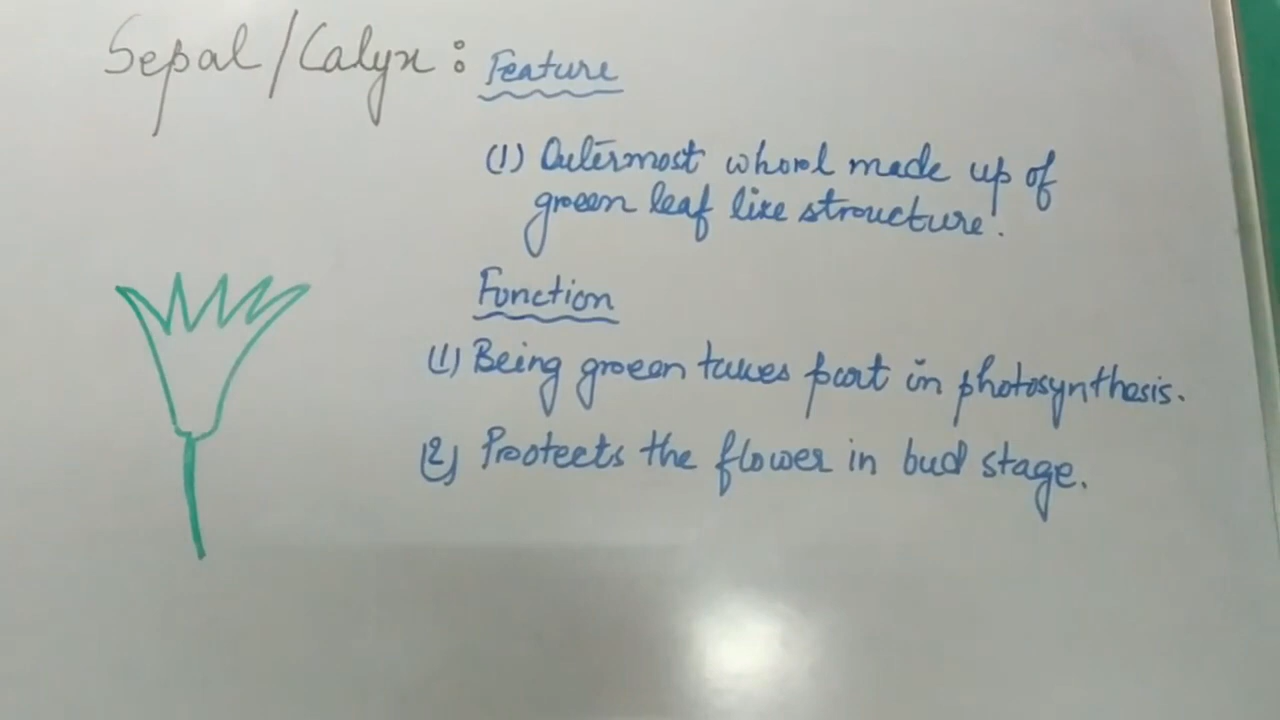 Sepal/Calyx :
Feature
(1) Outermost whorl made up of
green leaf like structure.
Function
(1) Being green takes part in photosynthesis.
(2) Protects the flower in bud stage.